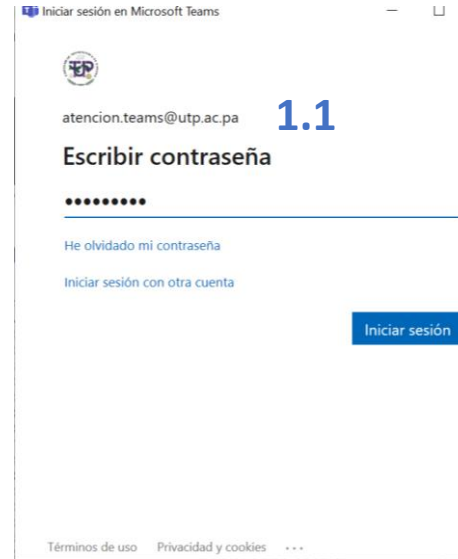 Iniciar sesión en Microsoft Teams
UTP
atencion.teams@utp.ac.pa 1.1
Escribir contraseña
•••••••••
He olvidado mi contraseña
Iniciar sesión con otra cuenta
Iniciar sesión
Términos de uso Privacidad y cookies ...